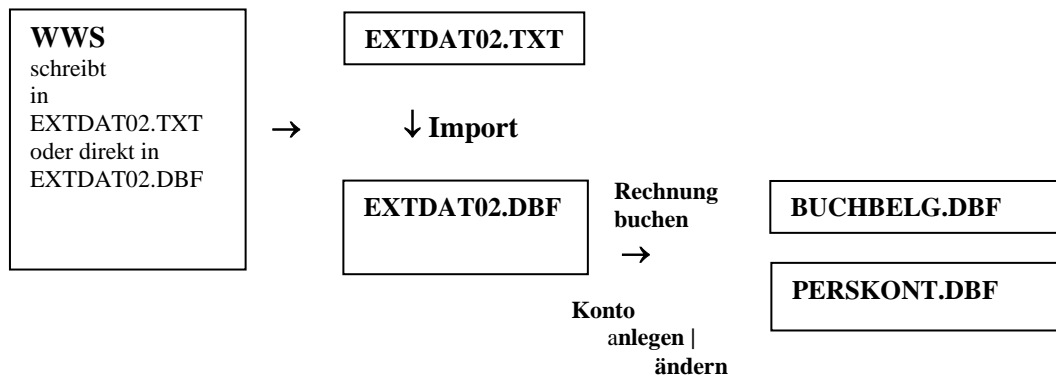 WWS
schreibt
in
EXTDAT02.TXT
oder direkt in
EXTDAT02.DBF
→
EXTDAT02.TXT
↓ Import
EXTDAT02.DBF
Rechnung
buchen
→
Konto
anlegen |
ändern
BUCHBELG.DBF
PERSKONT.DBF